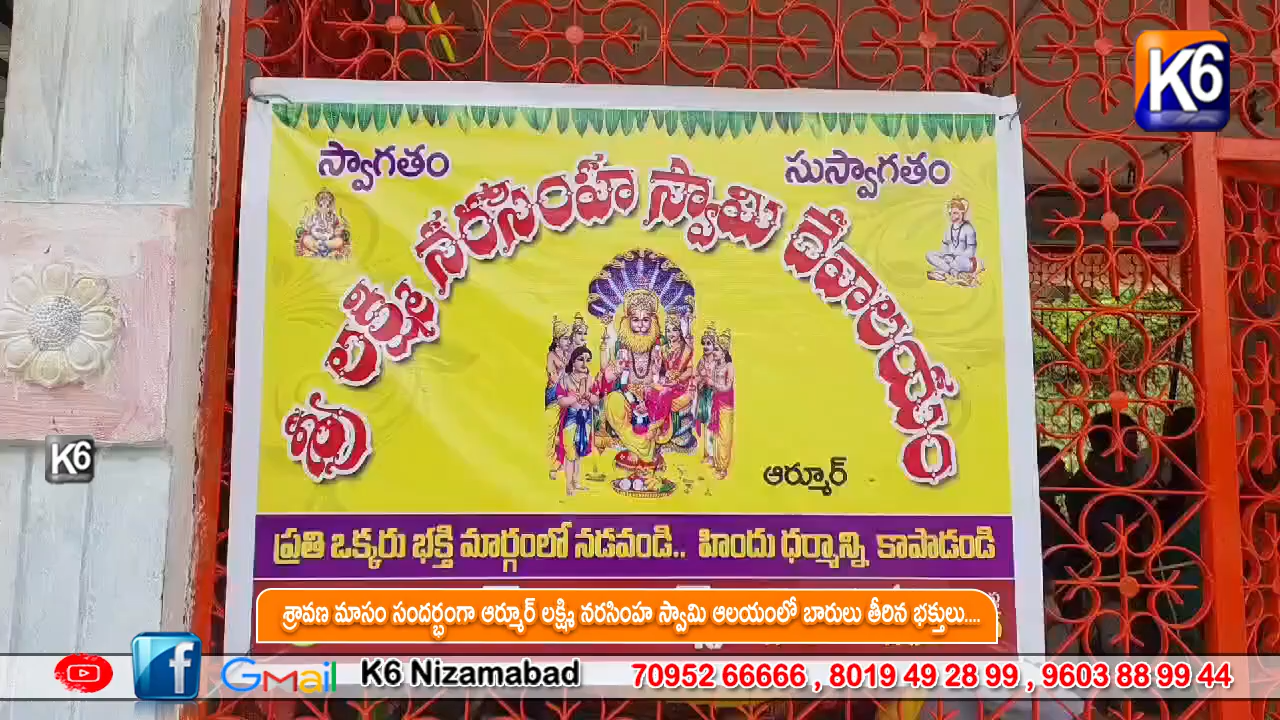 K6
స్వాగతం
సుస్వాగతం
శ్రీ లక్ష్మి నరసింహ స్వామి దేవాలయం
ఆర్మూర్
K6
ప్రతి ఒక్కరు భక్తి మార్గంలో నడవండి.. హిందు ధర్మాన్ని కాపాడండి
శ్రావణ మాసం సందర్భంగా ఆర్మూర్ లక్ష్మి నరసింహ స్వామి ఆలయంలో బారులు తీరిన భక్తులు....
f Gmail K6 Nizamabad 70952 66666 , 8019 49 28 99 , 9603 88 99 44